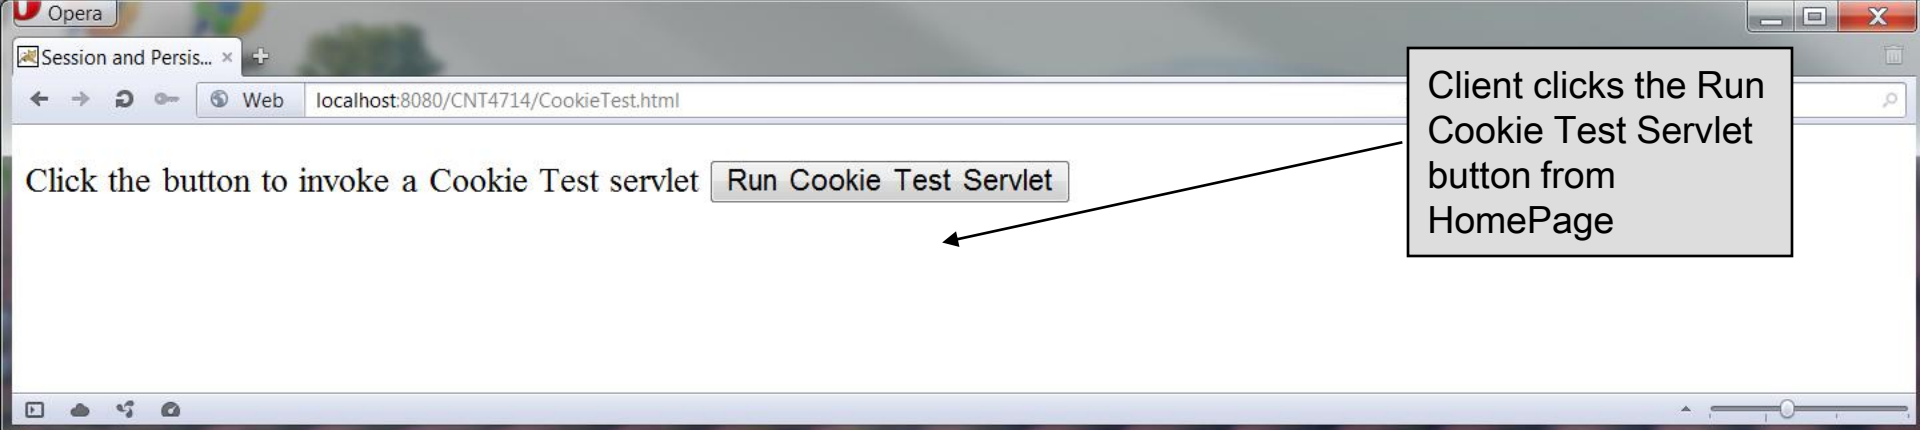 Opera
Session and Persis...
Web localhost:8080/CNT4714/CookieTest.html
Click the button to invoke a Cookie Test servlet Run Cookie Test Servlet
Client clicks the Run
Cookie Test Servlet
button from
HomePage